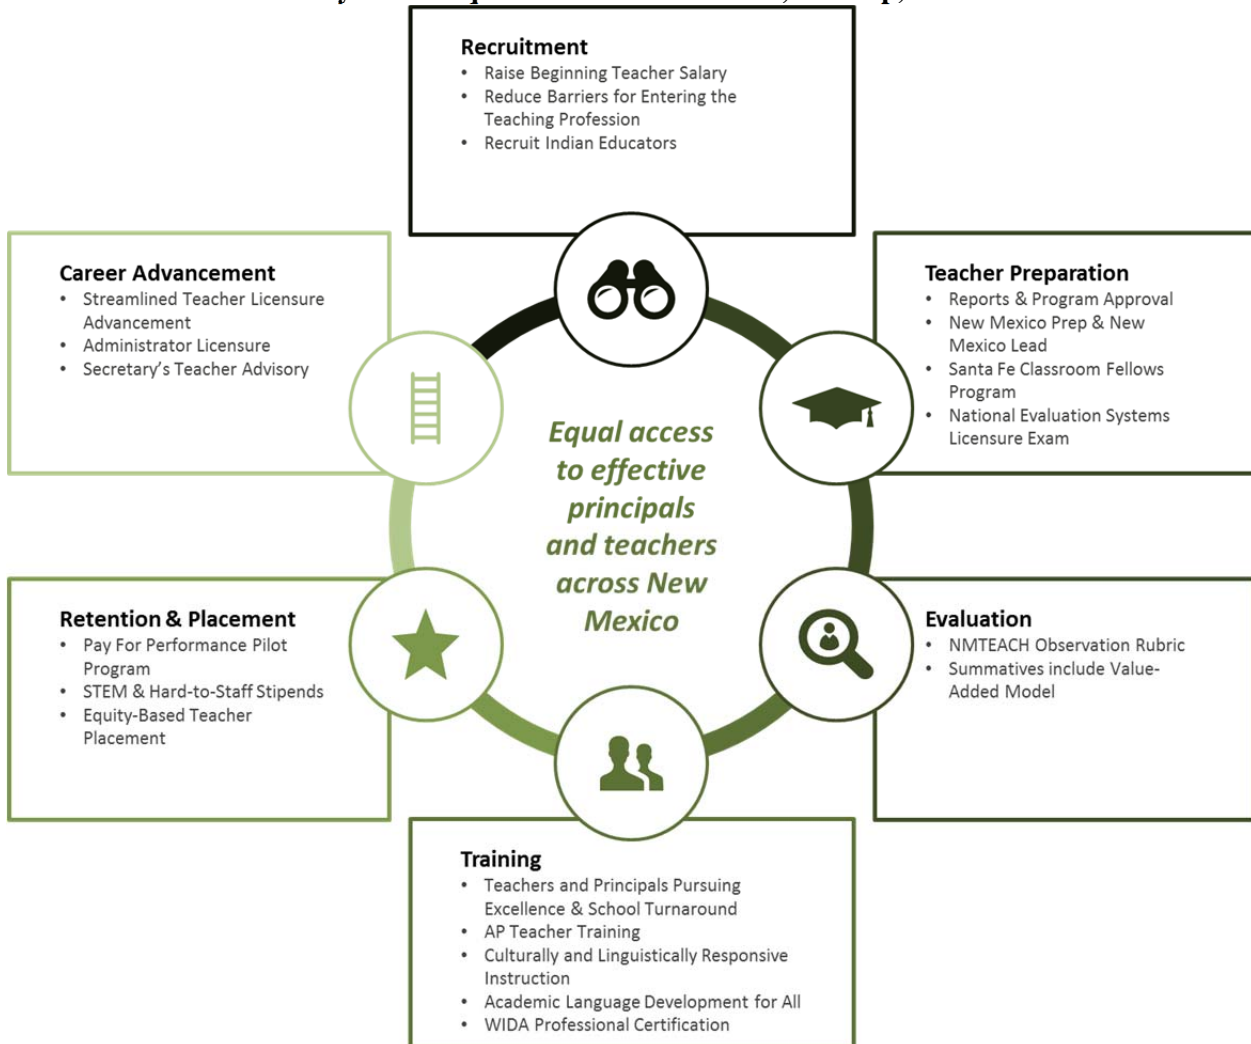 Recruitment
• Raise Beginning Teacher Salary
• Reduce Barriers for Entering the
Teaching Profession
• Recruit Indian Educators
Career Advancement
• Streamlined Teacher Licensure
Advancement
• Administrator Licensure
• Secretary's Teacher Advisory
Teacher Preparation
• Reports & Program Approval
• New Mexico Prep & New
Mexico Lead
• Santa Fe Classroom Fellows
Program
• National Evaluation Systems
Licensure Exam
Equal access
to effective
principals
and teachers
across New
Mexico
Retention & Placement
• Pay For Performance Pilot
Program
• STEM & Hard-to-Staff Stipends
• Equity-Based Teacher
Placement
Evaluation
• NMTEACH Observation Rubric
• Summatives include Value-
Added Model
Training
• Teachers and Principals Pursuing
Excellence & School Turnaround
• AP Teacher Training
• Culturally and Linguistically Responsive
Instruction
• Academic Language Development for All
• WIDA Professional Certification